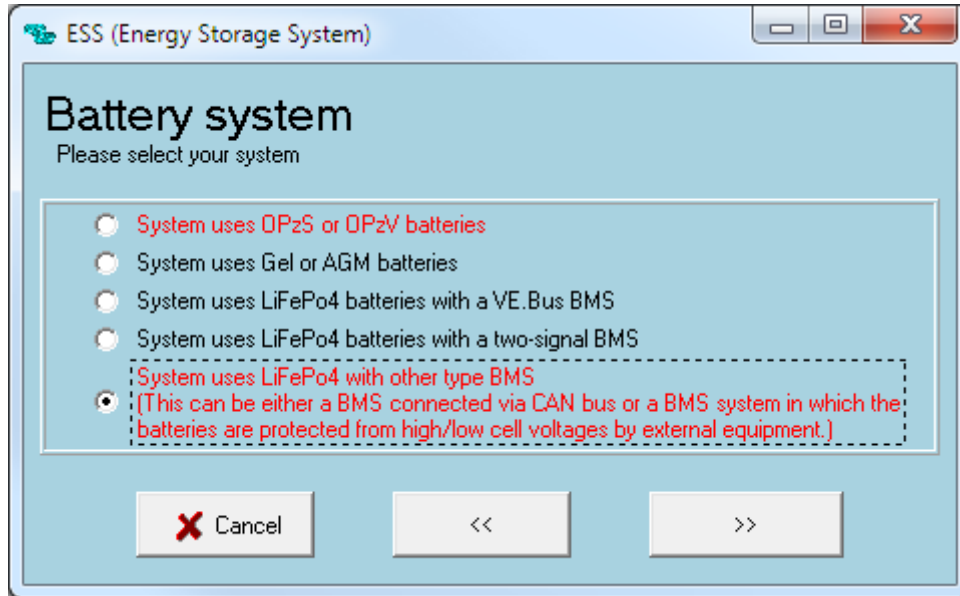 ESS (Energy Storage System)
Battery system
Please select your system
System uses OPzS or OPzV batteries
System uses Gel or AGM batteries
System uses LiFePo4 batteries with a VE.Bus BMS
System uses LiFePo4 batteries with a two-signal BMS
System uses LiFePo4 with other type BMS
(This can be either a BMS connected via CAN bus or a BMS system in which the
batteries are protected from high/low cell voltages by external equipment.)
Cancel
<<
>>